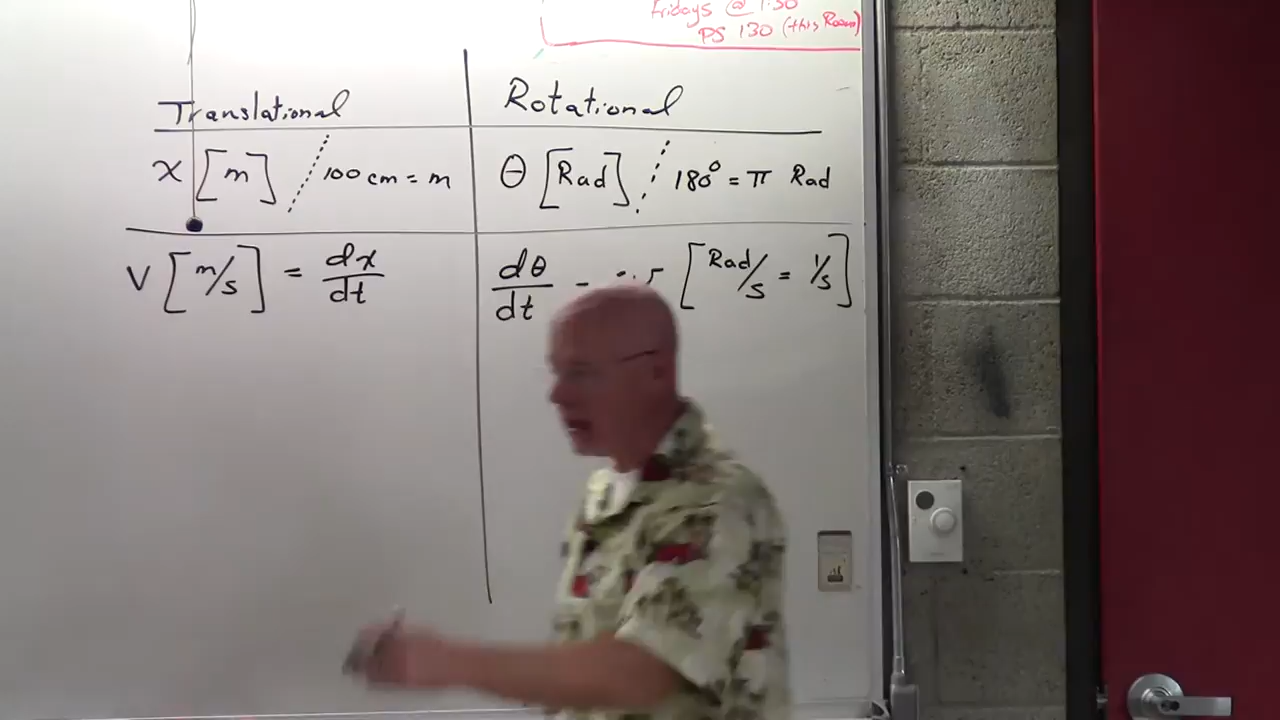 Fridays @ 1:30
PS 130 (this Room)
Translational
Rotational
x [m] / 100 cm = m
θ [Rad] / 180° = π Rad
V [m/s] = dx/dt
dθ/dt = [Rad/s = 1/s]